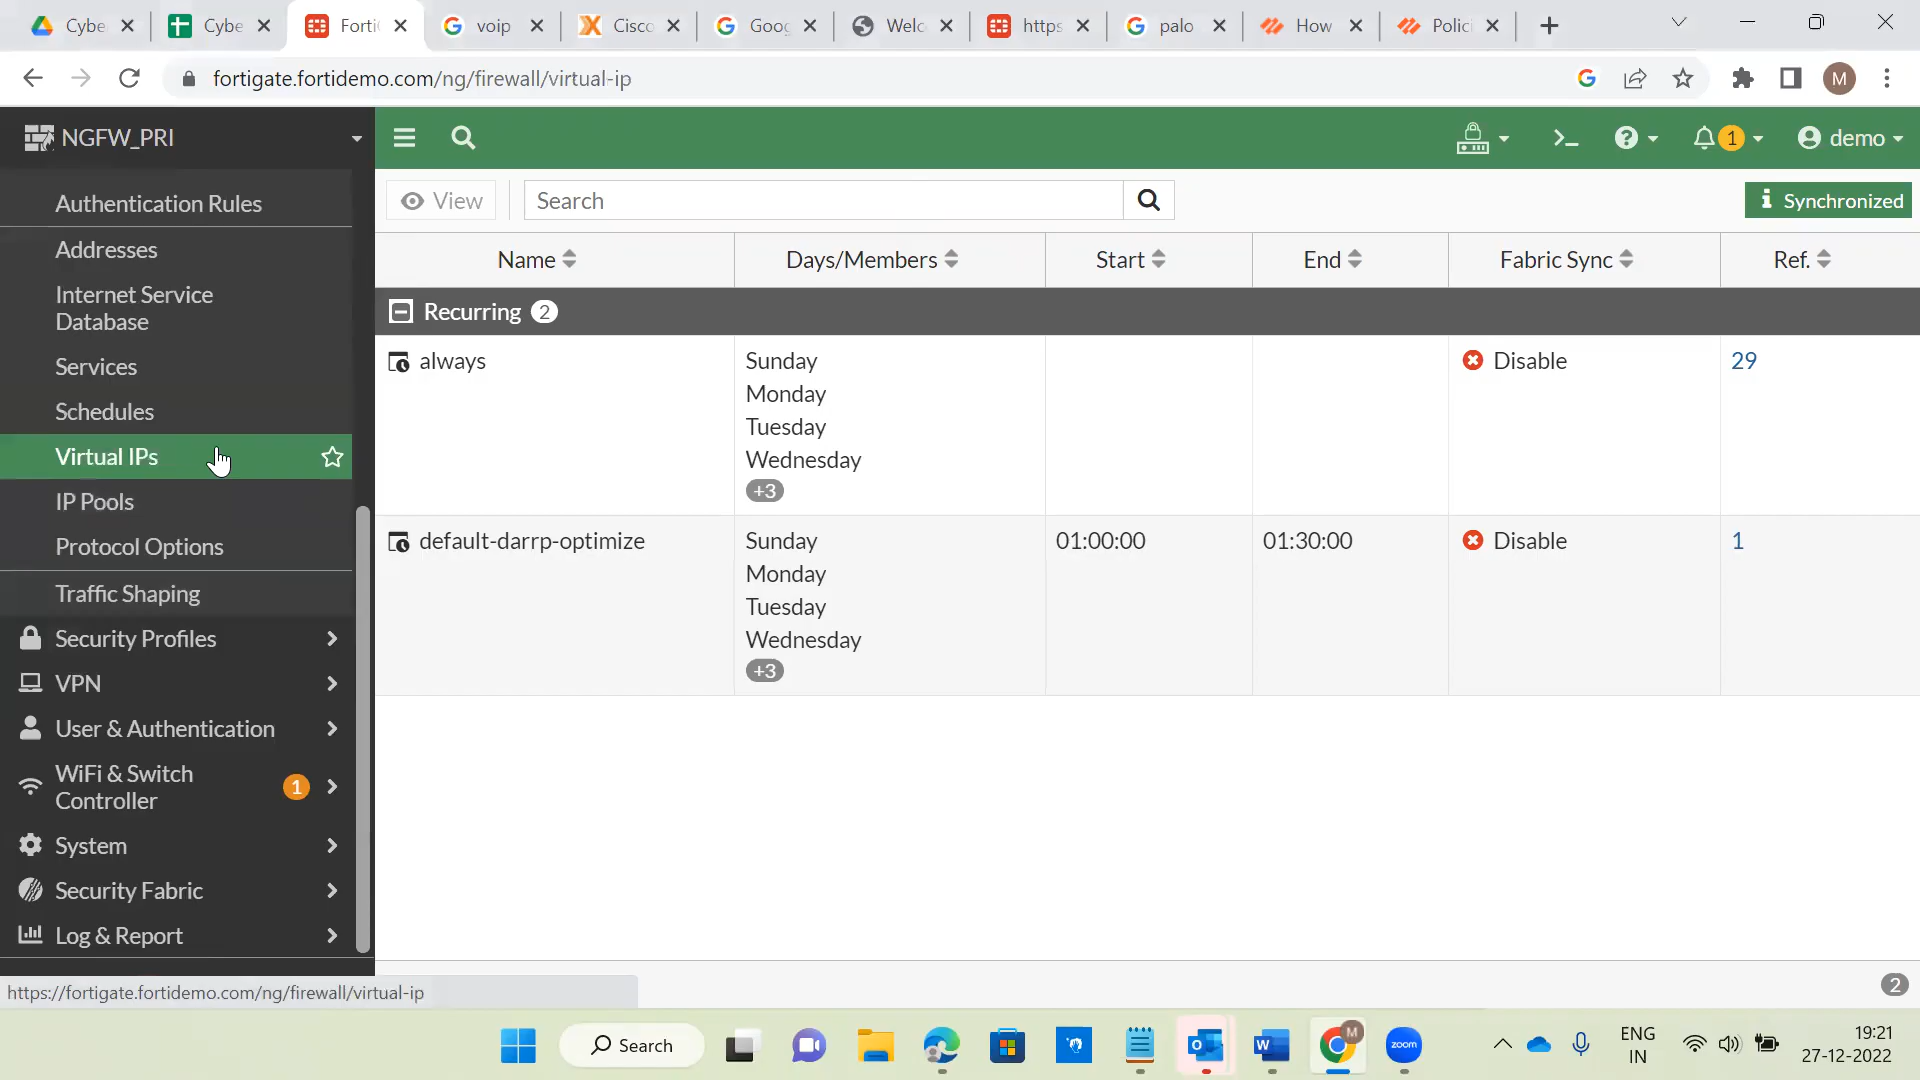 Cybe
Cybe
Forti
voip
Cisco
Goog
Welc
https
palo
How
Polici
fortigate.fortidemo.com/ng/firewall/virtual-ip
M
NGFW_PRI
1
demo
Authentication Rules
Addresses
Internet Service
Database
Services
Schedules
Virtual IPs
IP Pools
Protocol Options
Traffic Shaping
Security Profiles
VPN
User & Authentication
WiFi & Switch
Controller
1
System
Security Fabric
Log & Report
View
Search
Synchronized
Name
Days/Members
Start
End
Fabric Sync
Ref.
Recurring 2
always
Sunday
Monday
Tuesday
Wednesday
+3
Disable
29
default-darrp-optimize
Sunday
Monday
Tuesday
Wednesday
+3
01:00:00
01:30:00
Disable
1
2
https://fortigate.fortidemo.com/ng/firewall/virtual-ip
Search
M
zoom
ENG
IN
19:21
27-12-2022